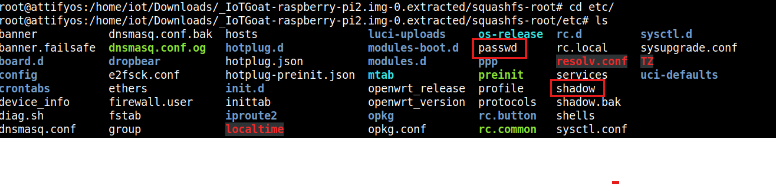 root@attifyos:/home/iot/Downloads/_IoTGoat-raspberry-pi2.img-0.extracted/squashfs-root# cd etc/
root@attifyos:/home/iot/Downloads/_IoTGoat-raspberry-pi2.img-0.extracted/squashfs-root/etc# ls
banner dnsmasq.conf.bak hosts luci-uploads os-release rc.d sysctl.d
banner.failsafe dnsmasq.conf.og hotplug.d modules-boot.d passwd rc.local sysupgrade.conf
board.d dropbear hotplug.json modules.d ppp resolv.conf TZ
config e2fsck.conf hotplug-preinit.json mtab preinit services uci-defaults
crontabs ethers init.d openwrt_release profile shadow
device_info firewall.user inittab openwrt_version protocols shadow.bak
diag.sh fstab iproute2 opkg rc.button shells
dnsmasq.conf group localtime opkg.conf rc.common sysctl.conf